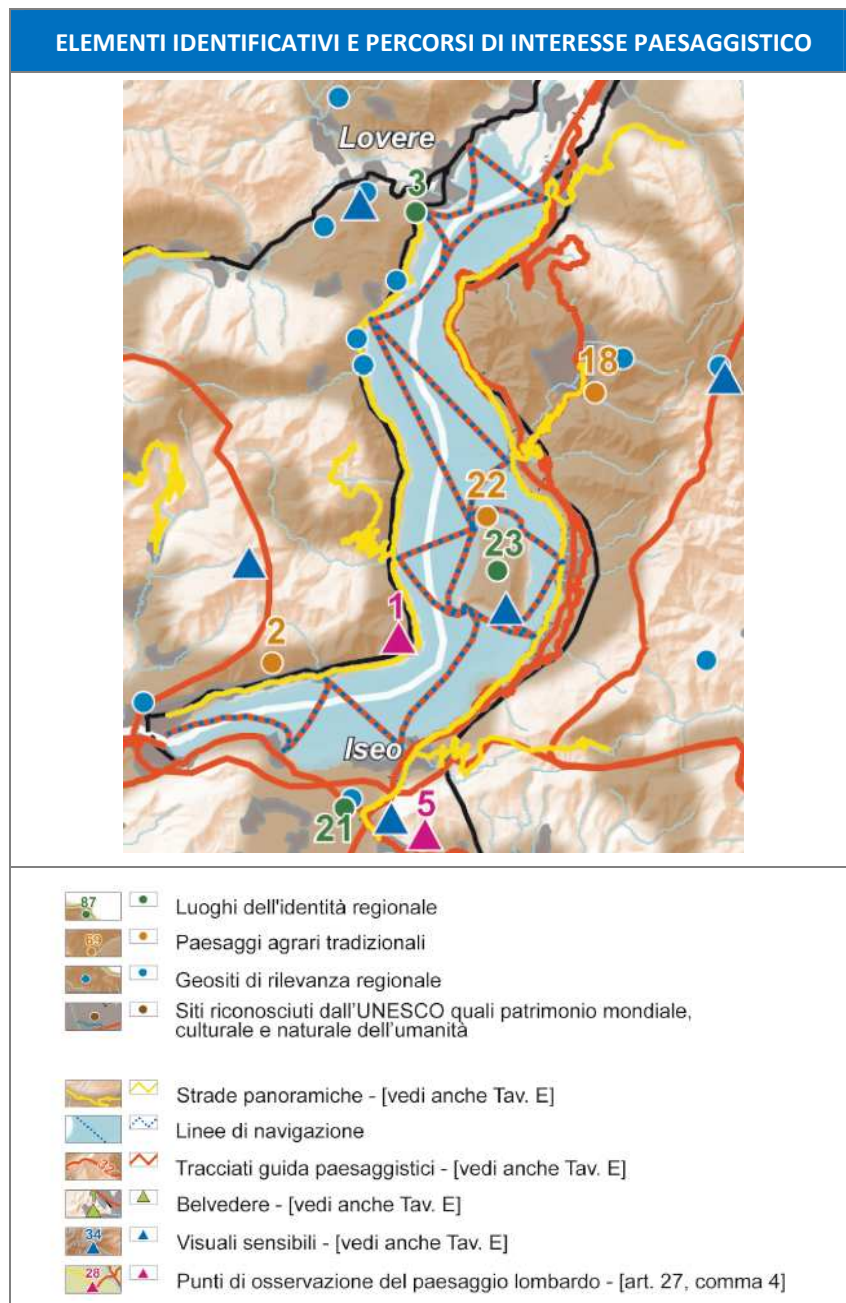 ELEMENTI IDENTIFICATIVI E PERCORSI DI INTERESSE PAESAGGISTICO
Lovere
3
18
22
23
1
2
Iseo
5
21
87
Luoghi dell'identità regionale
69
Paesaggi agrari tradizionali
Geositi di rilevanza regionale
Siti riconosciuti dall'UNESCO quali patrimonio mondiale,
culturale e naturale dell'umanità
Strade panoramiche - [vedi anche Tav. E]
Linee di navigazione
32
Tracciati guida paesaggistici - [vedi anche Tav. E]
Belvedere - [vedi anche Tav. E]
34
Visuali sensibili - [vedi anche Tav. E]
28
Punti di osservazione del paesaggio lombardo - [art. 27, comma 4]